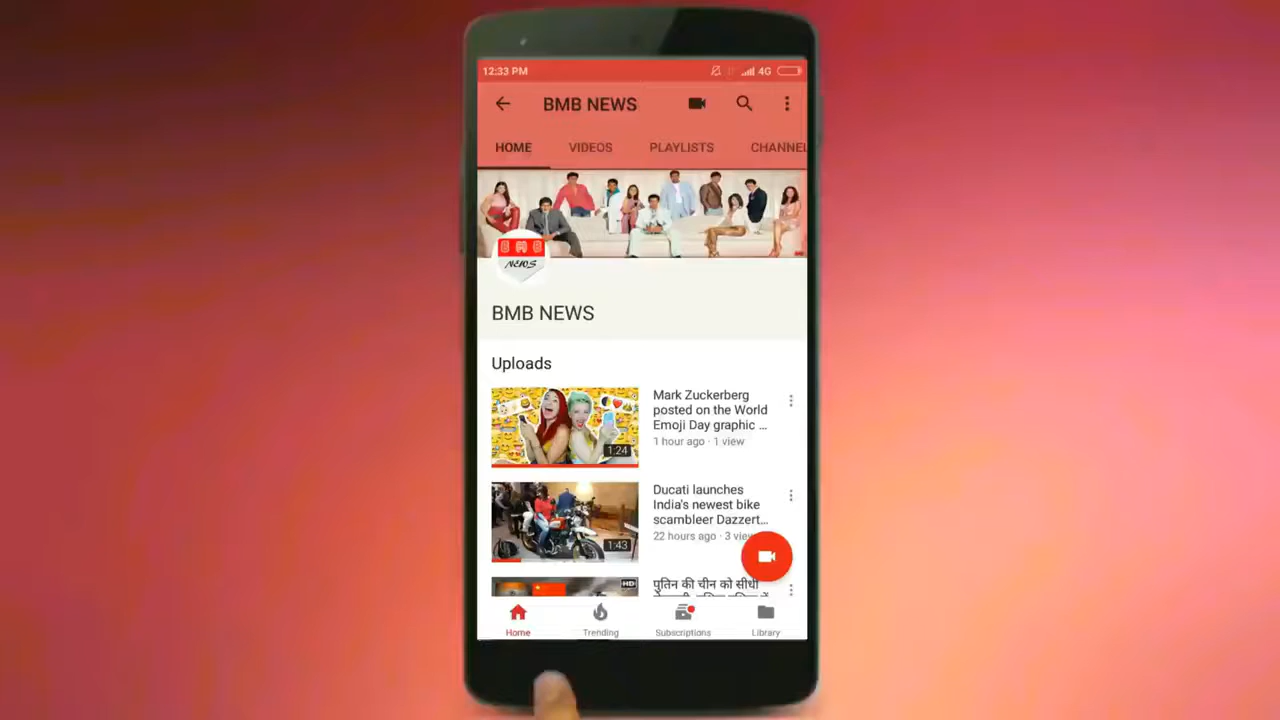 12:33 PM
4G
BMB NEWS
HOME
VIDEOS
PLAYLISTS
CHANNEL
BMB
NEWS
BMB NEWS
Uploads
Mark Zuckerberg
posted on the World
Emoji Day graphic ...
1 hour ago · 1 view
1:24
Ducati launches
India's newest bike
scambleer Dazzert...
22 hours ago · 3 view
1:43
HD
पुतिन की चीन को सीधी
Home
Trending
Subscriptions
Library